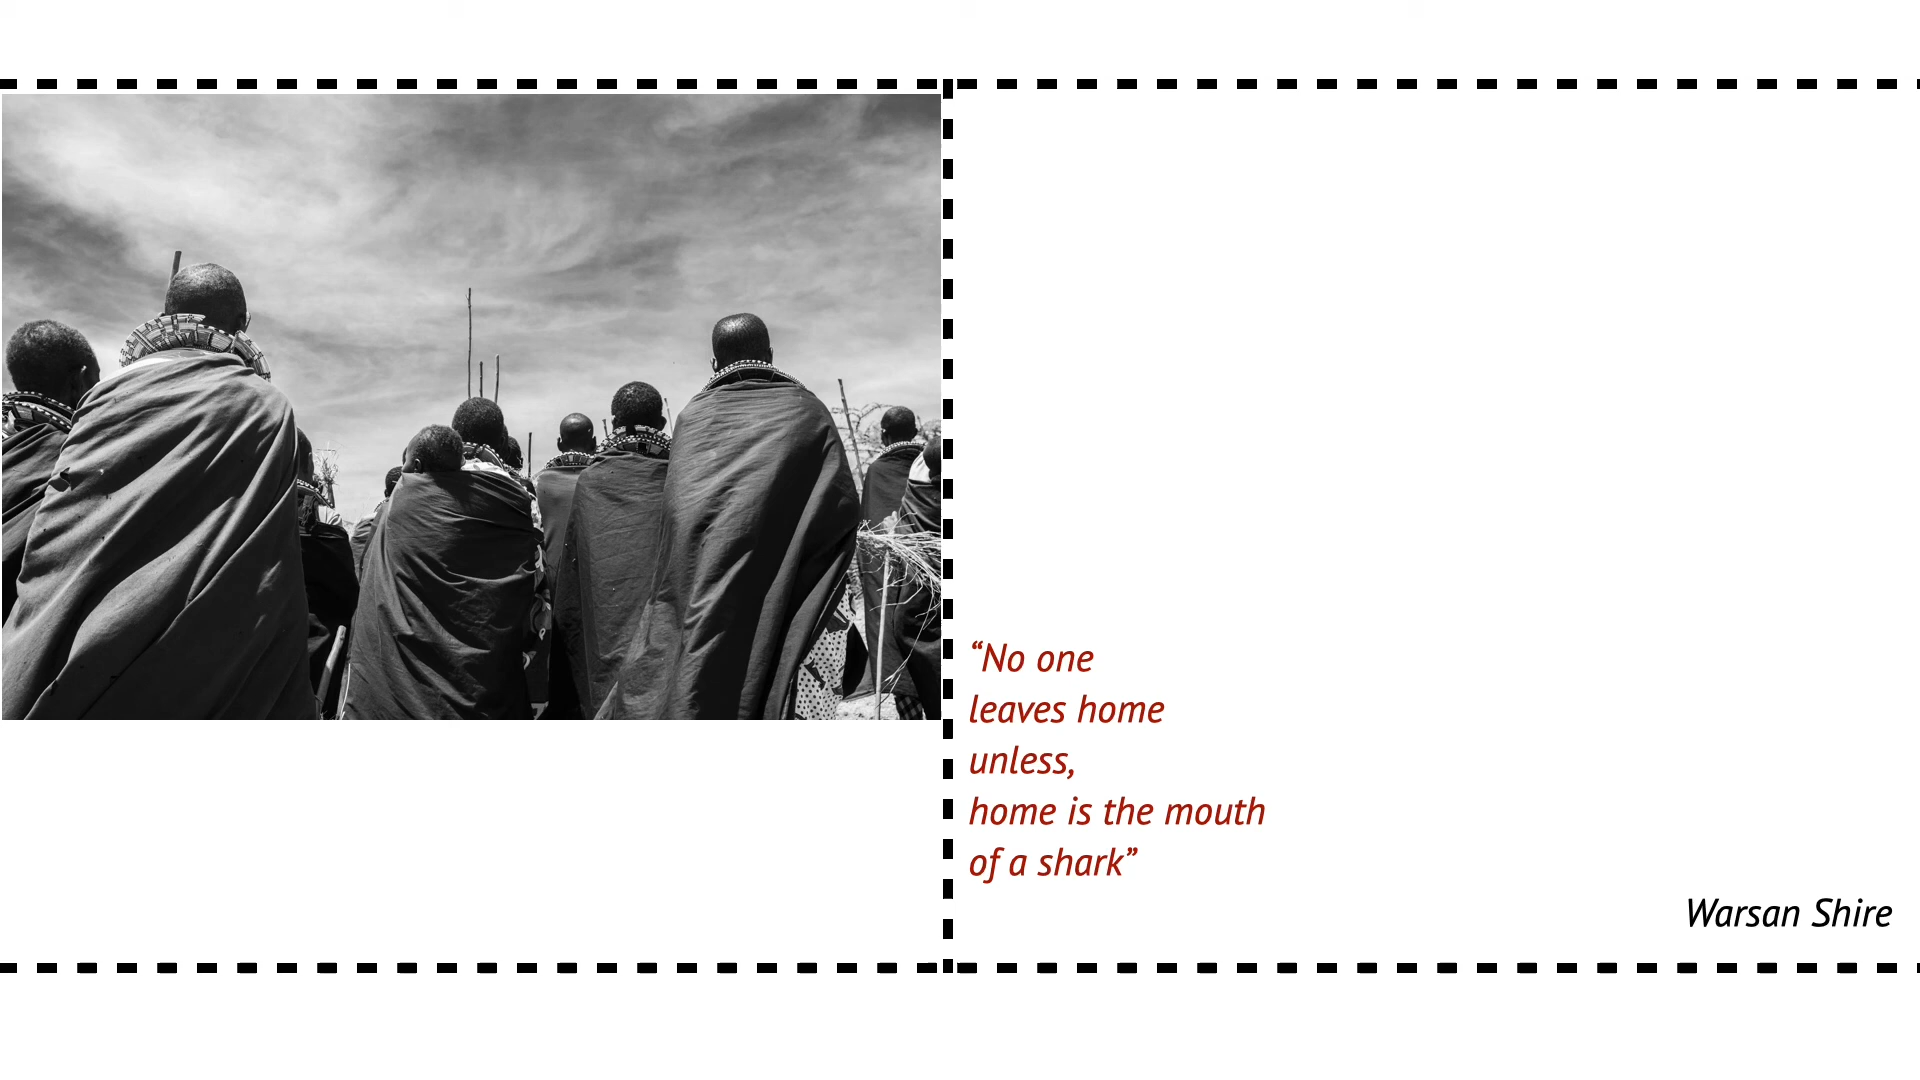 “No one
leaves home
unless,
home is the mouth
of a shark”
Warsan Shire